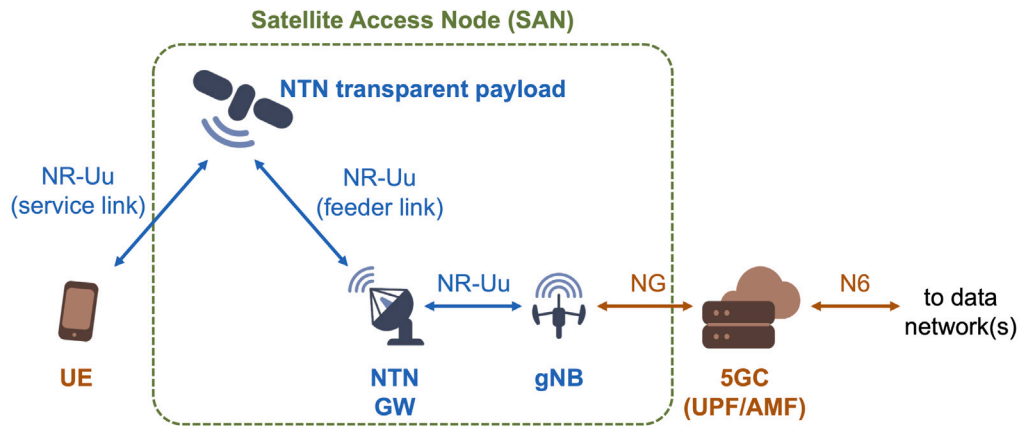 Satellite Access Node (SAN)
NTN transparent payload
NR-Uu
(service link)
NR-Uu
(feeder link)
NR-Uu
NG
N6
to data
network(s)
UE
NTN
GW
gNB
5GC
(UPF/AMF)